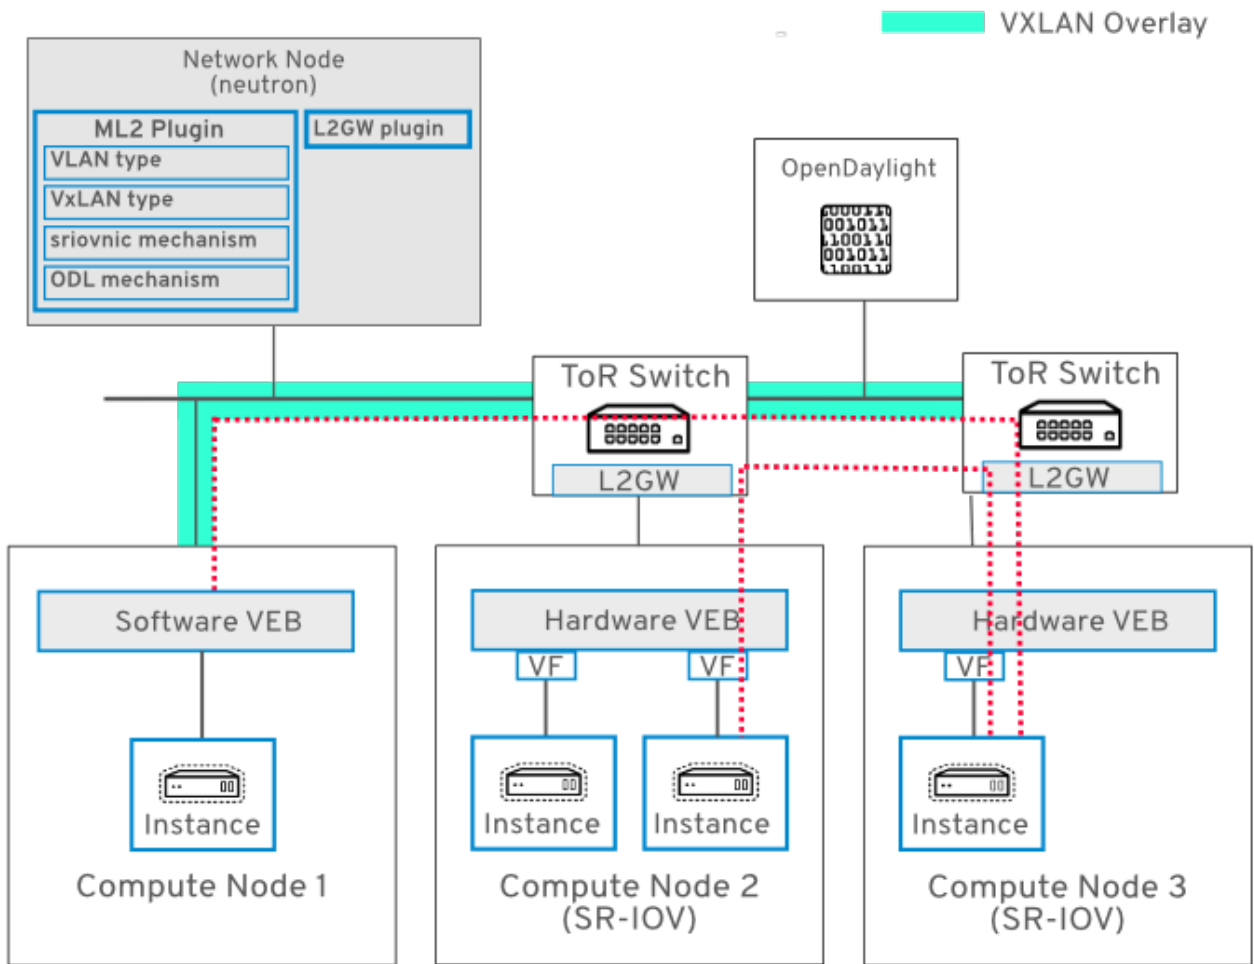 VXLAN Overlay
Network Node
(neutron)
ML2 Plugin
L2GW plugin
VLAN type
VxLAN type
sriovnic mechanism
ODL mechanism
OpenDaylight
ToR Switch
L2GW
ToR Switch
L2GW
Software VEB
Instance
Compute Node 1
Hardware VEB
VF
VF
Instance
Instance
Compute Node 2
(SR-IOV)
Hardware VEB
VF
Instance
Compute Node 3
(SR-IOV)